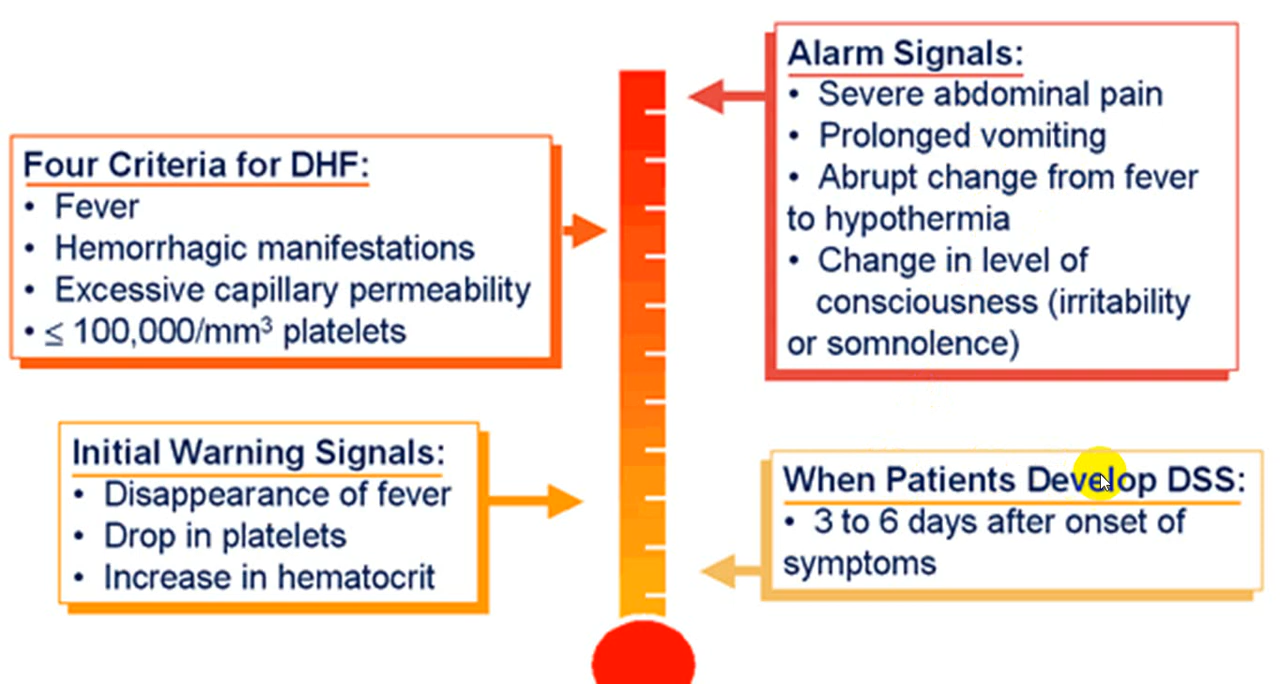 Four Criteria for DHF:
• Fever
• Hemorrhagic manifestations
• Excessive capillary permeability
• ≤ 100,000/mm³ platelets
Initial Warning Signals:
• Disappearance of fever
• Drop in platelets
• Increase in hematocrit
Alarm Signals:
• Severe abdominal pain
• Prolonged vomiting
• Abrupt change from fever
to hypothermia
• Change in level of
consciousness (irritability
or somnolence)
When Patients Develop DSS:
• 3 to 6 days after onset of
symptoms